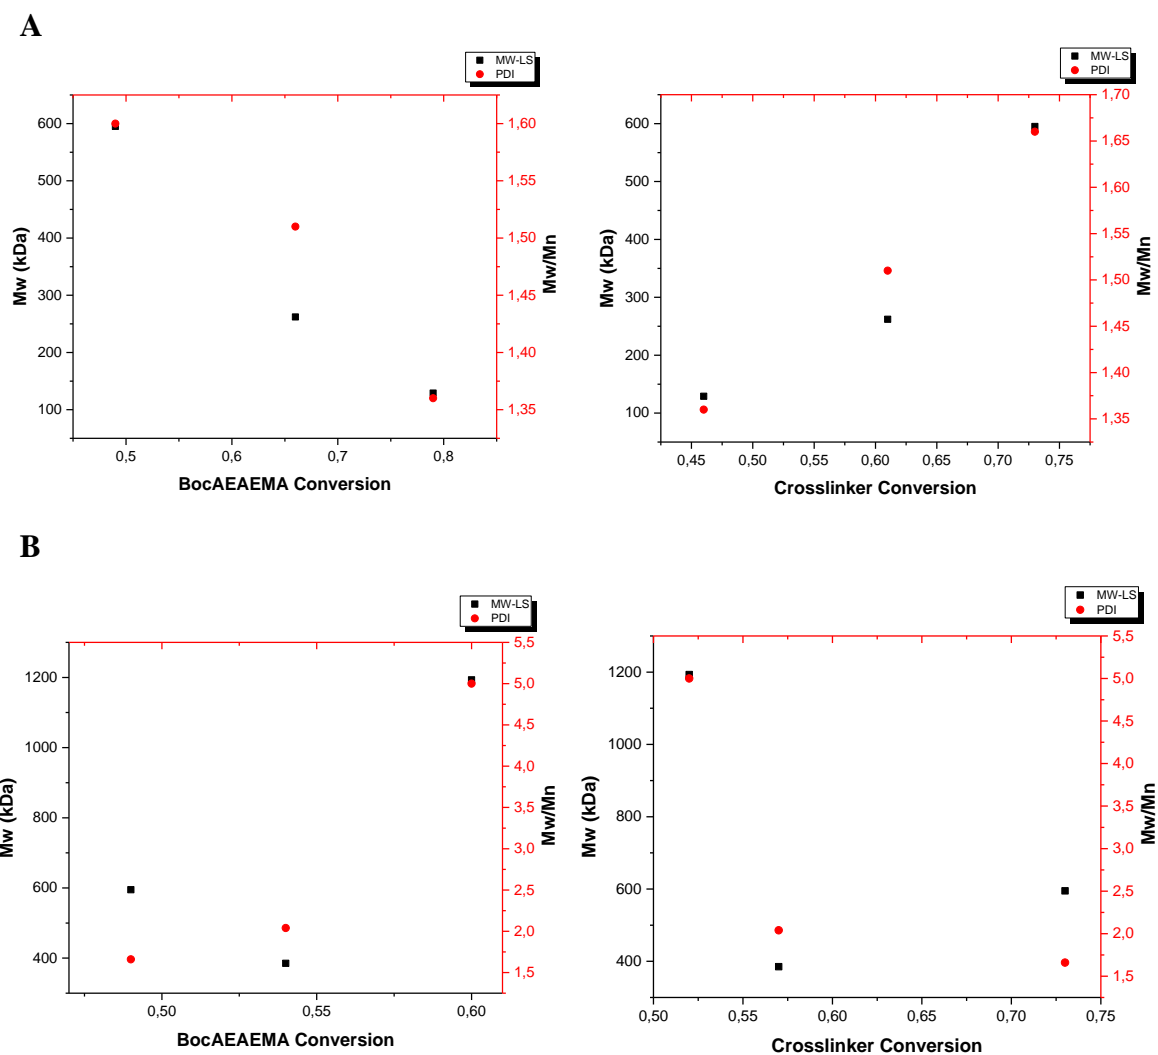 A
MW-LS
PDI
600
500
400
300
200
100
Mw (kDa)
1,60
1,55
1,50
1,45
1,40
1,35
Mw/Mn
0,5 0,6 0,7 0,8
BocAEAEMA Conversion
MW-LS
PDI
600
500
400
300
200
100
Mw (kDa)
1,70
1,65
1,60
1,55
1,50
1,45
1,40
1,35
Mw/Mn
0,45 0,50 0,55 0,60 0,65 0,70 0,75
Crosslinker Conversion
B
MW-LS
PDI
1200
1000
800
600
400
Mw (kDa)
5,5
5,0
4,5
4,0
3,5
3,0
2,5
2,0
1,5
Mw/Mn
0,50 0,55 0,60
BocAEAEMA Conversion
MW-LS
PDI
1200
1000
800
600
400
Mw (kDa)
5,5
5,0
4,5
4,0
3,5
3,0
2,5
2,0
1,5
Mw/Mn
0,50 0,55 0,60 0,65 0,70 0,75
Crosslinker Conversion